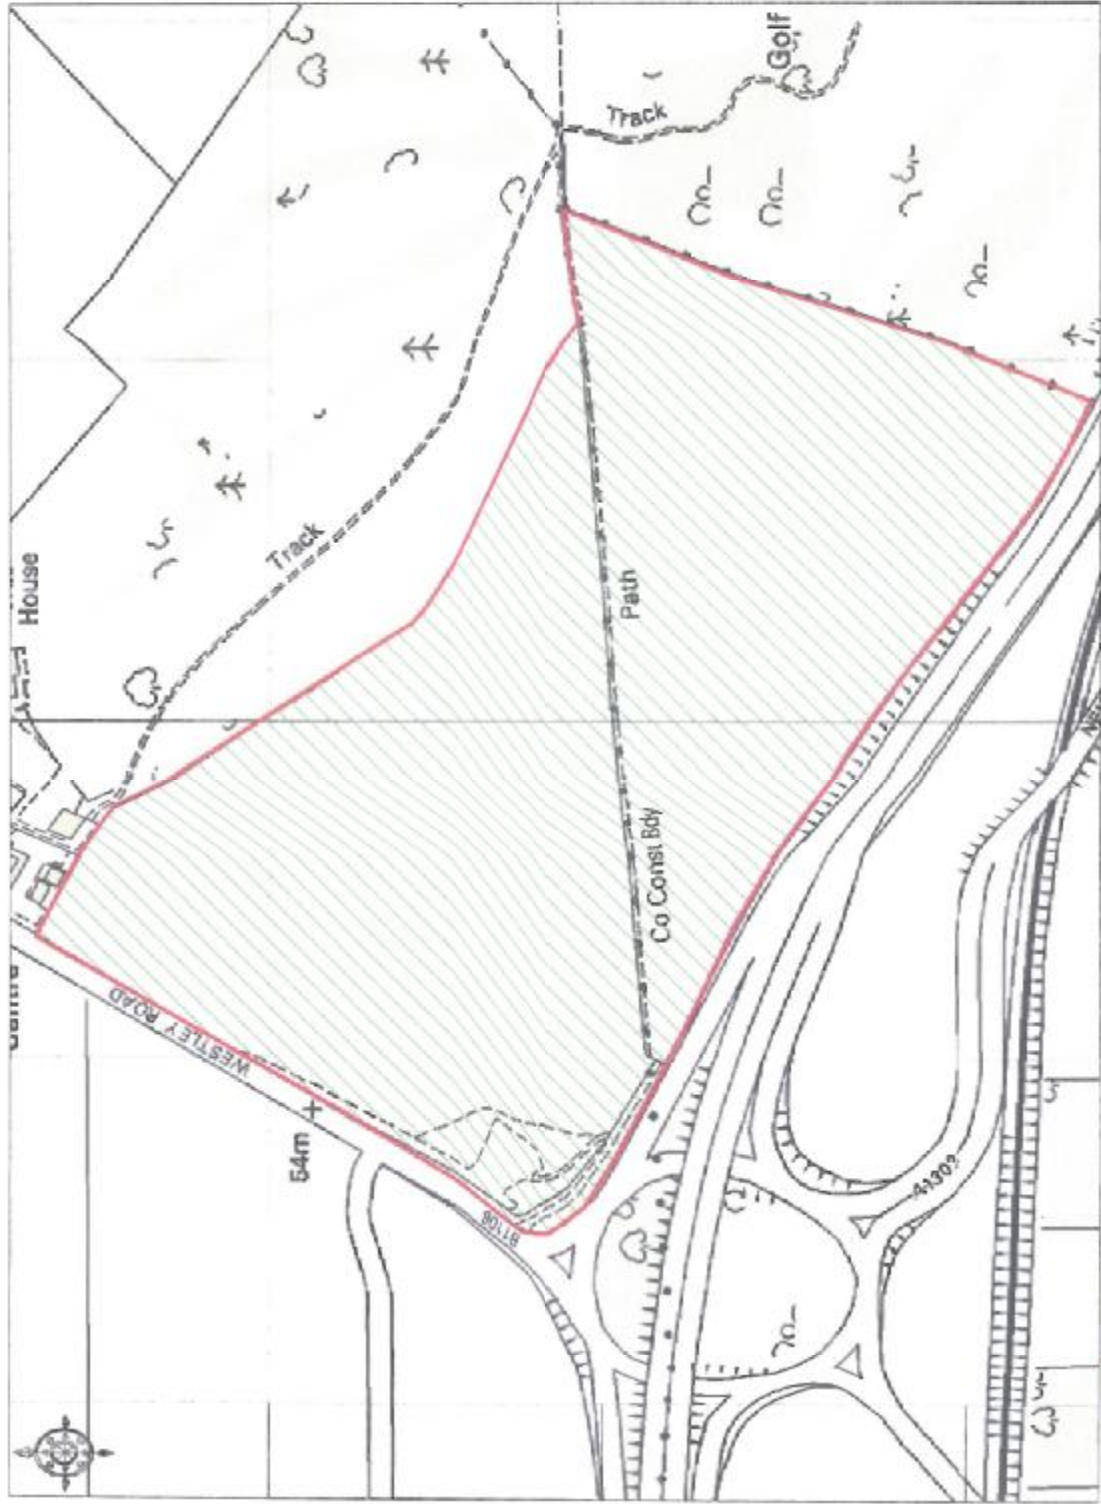 Golf
Track
House
Track
Path
Co Const Bdy
WESTLEY ROAD
54m
B1106
A1302